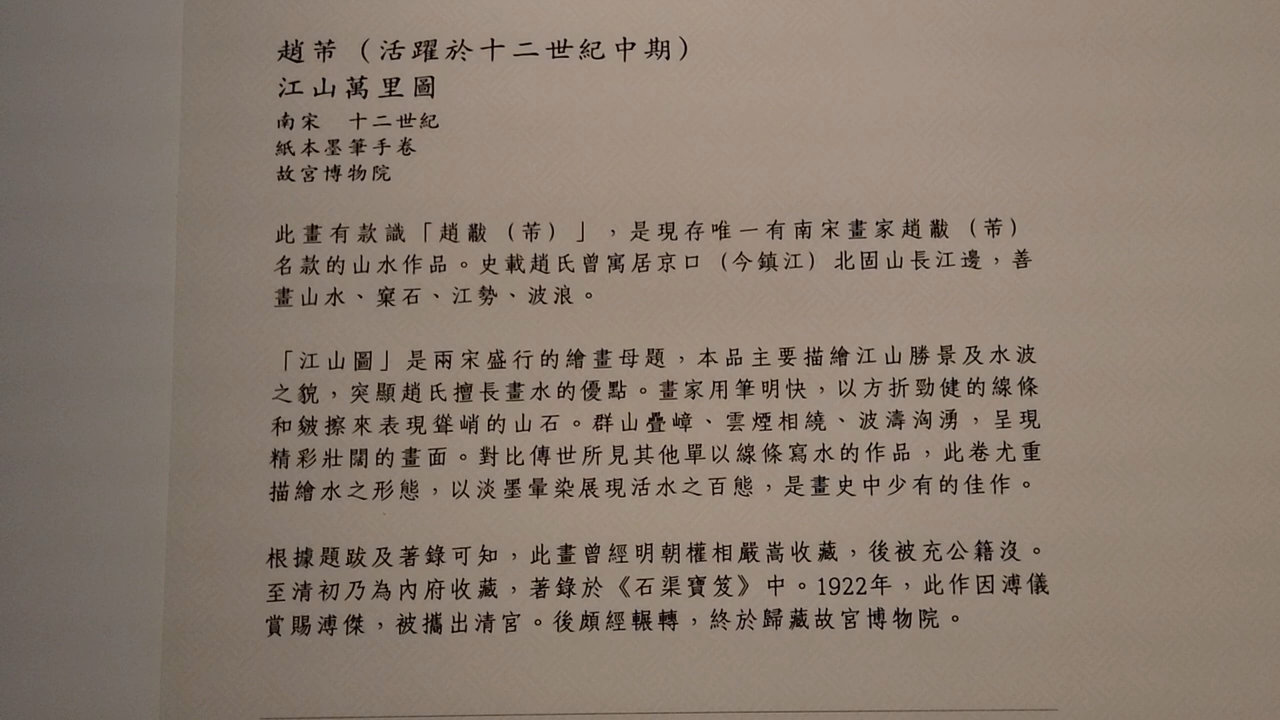 趙芾（活躍於十二世紀中期）
江山萬里圖
南宋　十二世紀
紙本墨筆手卷
故宮博物院
此畫有款識「趙黻（芾）」，是現存唯一有南宋畫家趙黻（芾）
名款的山水作品。史載趙氏曾寓居京口（今鎮江）北固山長江邊，善
畫山水、窠石、江勢、波浪。
「江山圖」是兩宋盛行的繪畫母題，本品主要描繪江山勝景及水波
之貌，突顯趙氏擅長畫水的優點。畫家用筆明快，以方折勁健的線條
和皴擦來表現聳峭的山石。群山疊嶂、雲煙相繞、波濤洶湧，呈現
精彩壯闊的畫面。對比傳世所見其他單以線條寫水的作品，此卷尤重
描繪水之形態，以淡墨暈染展現活水之百態，是畫史中少有的佳作。
根據題跋及著錄可知，此畫曾經明朝權相嚴嵩收藏，後被充公籍沒。
至清初乃為內府收藏，著錄於《石渠寶笈》中。1922年，此作因溥儀
賞賜溥傑，被攜出清宮。後頗經輾轉，終於歸藏故宮博物院。